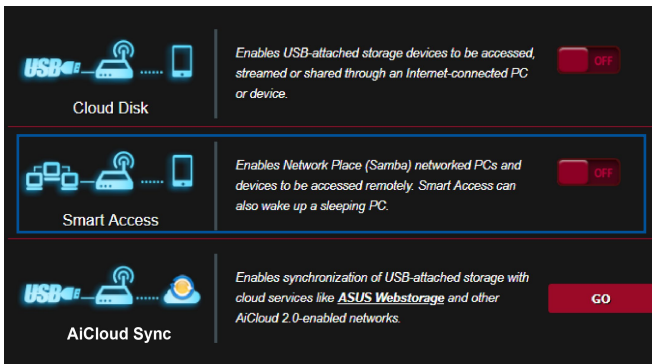 Enables USB-attached storage devices to be accessed,
streamed or shared through an Internet-connected PC
or device.
USB
OFF
Cloud Disk
Enables Network Place (Samba) networked PCs and
devices to be accessed remotely. Smart Access can
also wake up a sleeping PC.
OFF
Smart Access
Enables synchronization of USB-attached storage with
cloud services like ASUS Webstorage and other
AiCloud 2.0-enabled networks.
USB
GO
AiCloud Sync